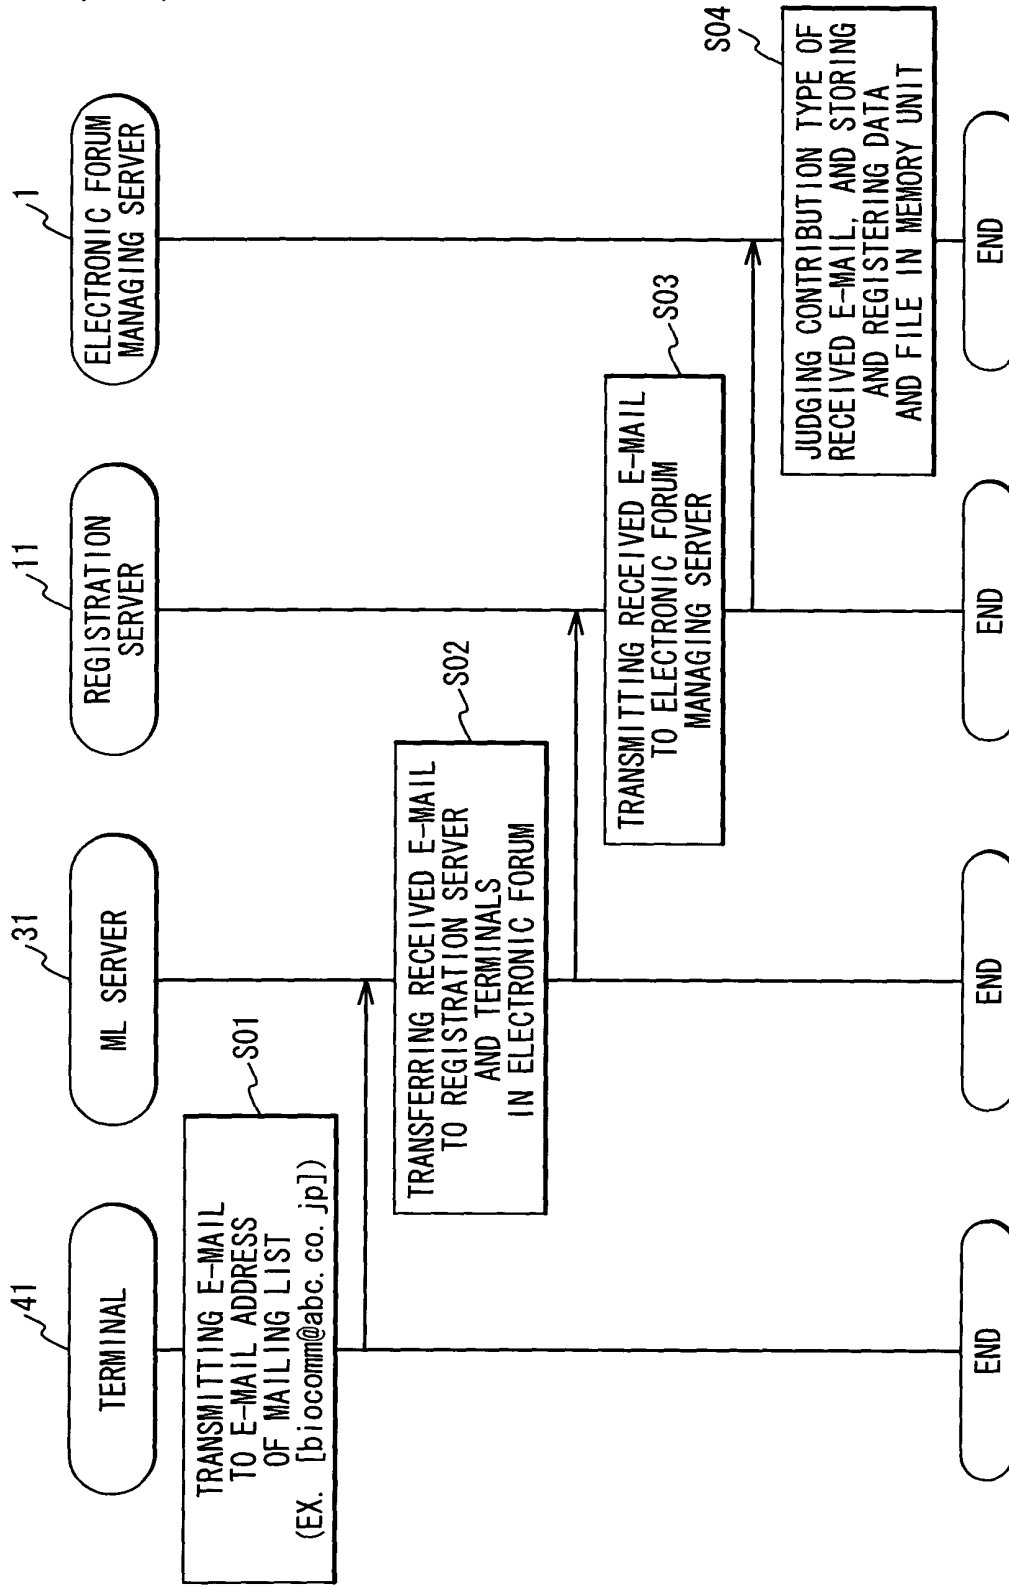 41
TERMINAL
31
ML SERVER
11
REGISTRATION
SERVER
1
ELECTRONIC FORUM
MANAGING SERVER
S01
TRANSMITTING E-MAIL
TO E-MAIL ADDRESS
OF MAILING LIST
(EX. [biocomm@abc.co.jp])
S02
TRANSFERRING RECEIVED E-MAIL
TO REGISTRATION SERVER
AND TERMINALS
IN ELECTRONIC FORUM
S03
TRANSMITTING RECEIVED E-MAIL
TO ELECTRONIC FORUM
MANAGING SERVER
S04
JUDGING CONTRIBUTION TYPE OF
RECEIVED E-MAIL, AND STORING
AND REGISTERING DATA
AND FILE IN MEMORY UNIT
END
END
END
END